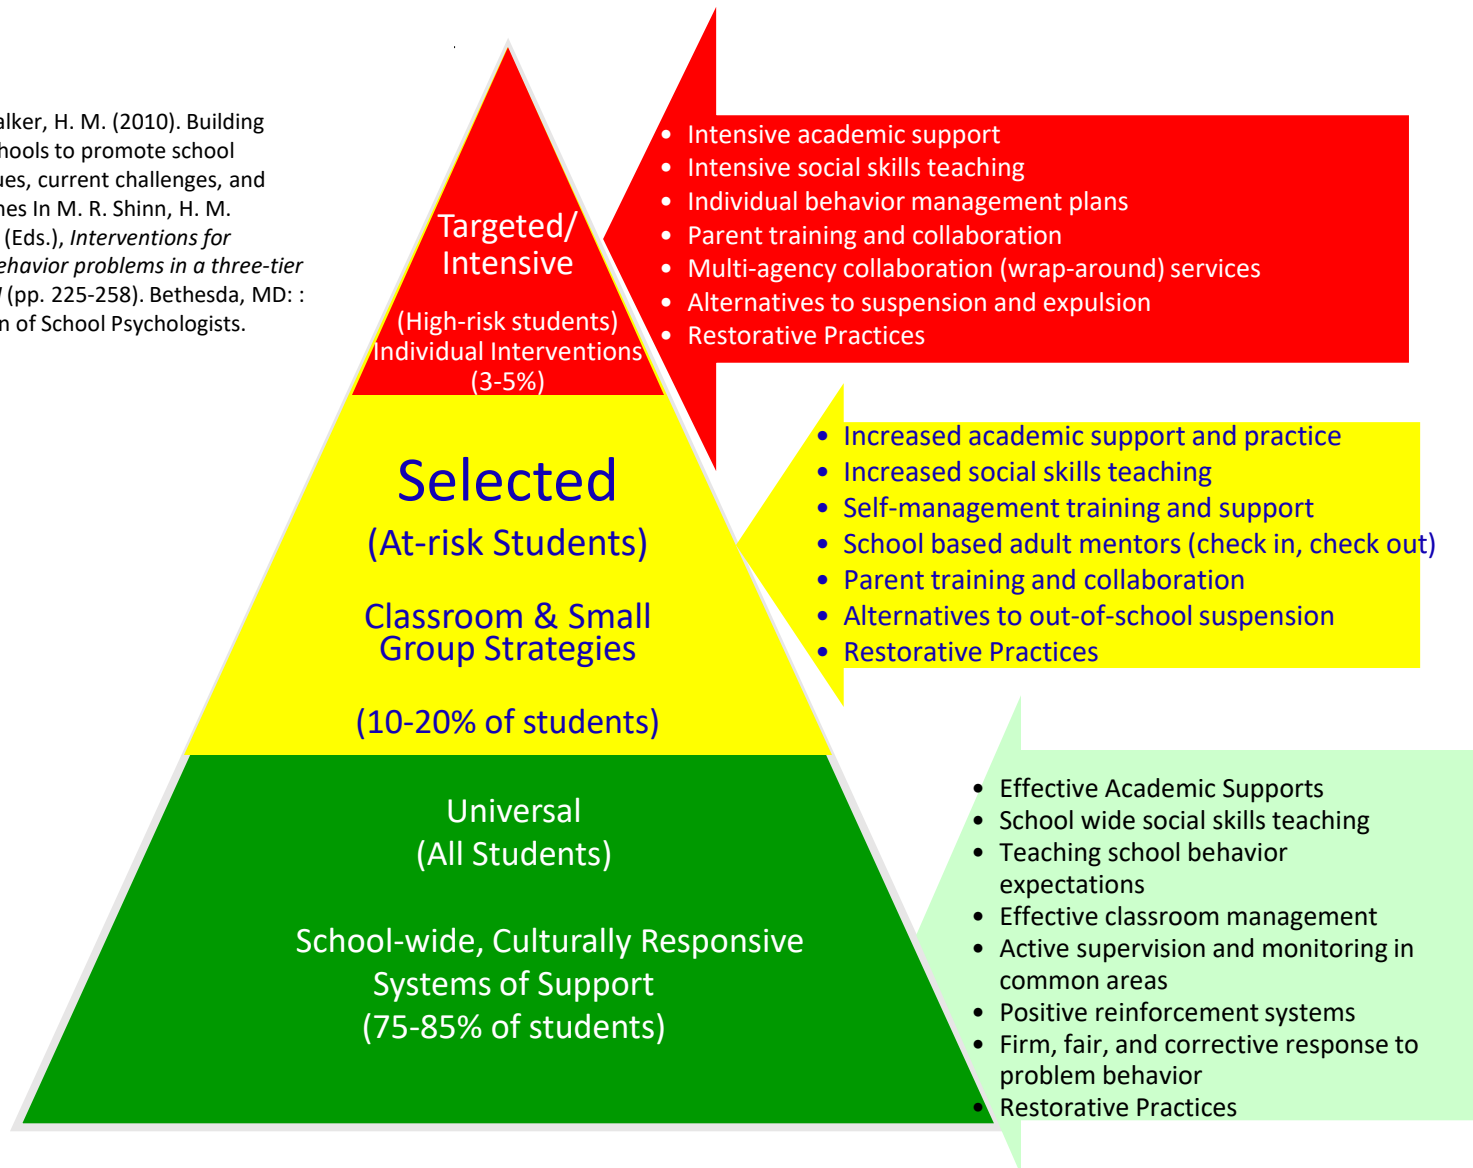 alker, H. M. (2010). Building
hools to promote school
ues, current challenges, and
nes In M. R. Shinn, H. M.
(Eds.), Interventions for
ehavior problems in a three-tier
(pp. 225-258). Bethesda, MD: :
n of School Psychologists.
Targeted/
Intensive
(High-risk students)
Individual Interventions
(3-5%)
• Intensive academic support
• Intensive social skills teaching
• Individual behavior management plans
• Parent training and collaboration
• Multi-agency collaboration (wrap-around) services
• Alternatives to suspension and expulsion
• Restorative Practices
Selected
(At-risk Students)
Classroom & Small
Group Strategies
(10-20% of students)
• Increased academic support and practice
• Increased social skills teaching
• Self-management training and support
• School based adult mentors (check in, check out)
• Parent training and collaboration
• Alternatives to out-of-school suspension
• Restorative Practices
Universal
(All Students)
School-wide, Culturally Responsive
Systems of Support
(75-85% of students)
• Effective Academic Supports
• School wide social skills teaching
• Teaching school behavior
expectations
• Effective classroom management
• Active supervision and monitoring in
common areas
• Positive reinforcement systems
• Firm, fair, and corrective response to
problem behavior
• Restorative Practices